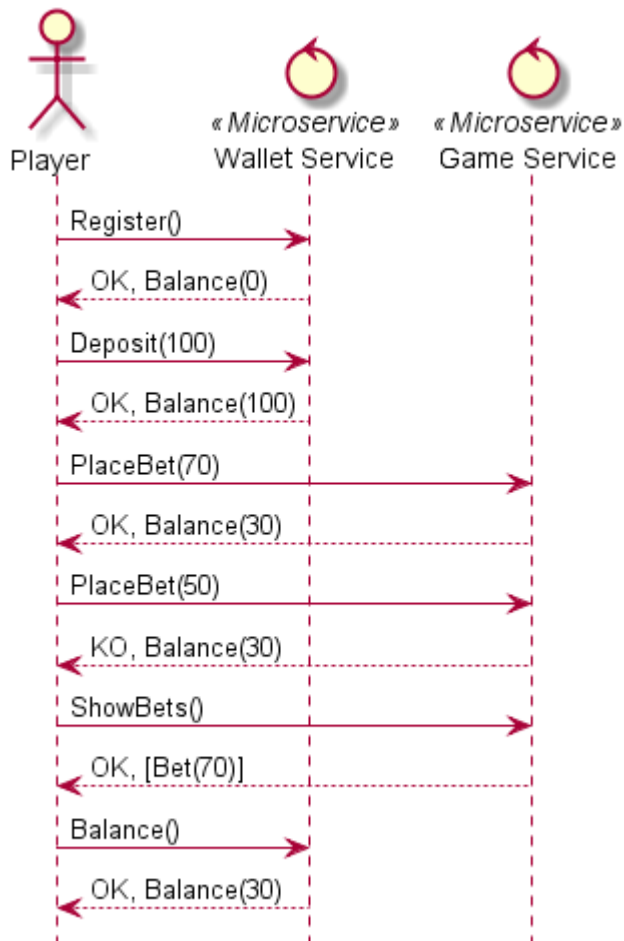 «Microservice» «Microservice»
Player Wallet Service Game Service
Register()
OK, Balance(0)
Deposit(100)
OK, Balance(100)
PlaceBet(70)
OK, Balance(30)
PlaceBet(50)
KO, Balance(30)
ShowBets()
OK, [Bet(70)]
Balance()
OK, Balance(30)